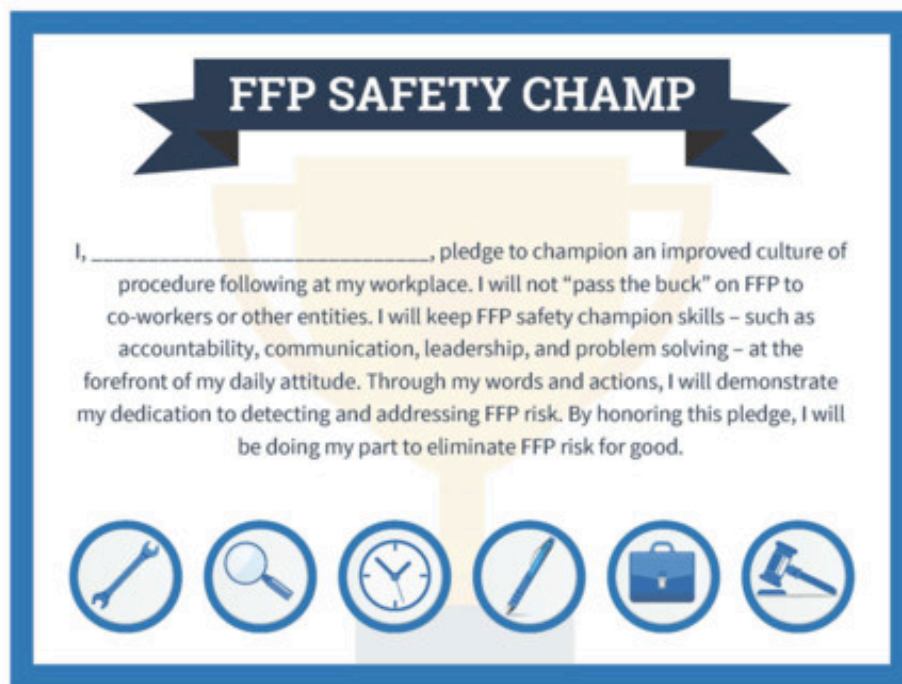 FFP SAFETY CHAMP
I, ______________________________, pledge to champion an improved culture of
procedure following at my workplace. I will not “pass the buck” on FFP to
co-workers or other entities. I will keep FFP safety champion skills – such as
accountability, communication, leadership, and problem solving – at the
forefront of my daily attitude. Through my words and actions, I will demonstrate
my dedication to detecting and addressing FFP risk. By honoring this pledge, I will
be doing my part to eliminate FFP risk for good.